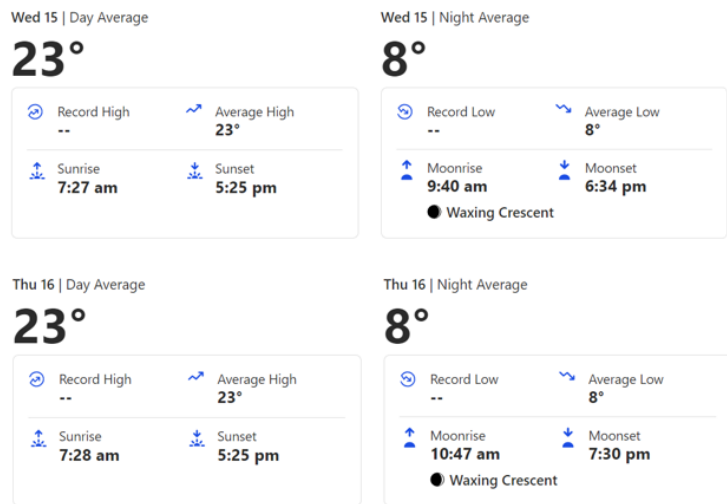 Wed 15 | Day Average
23°
Record High
--
Average High
23°
Sunrise
7:27 am
Sunset
5:25 pm
Wed 15 | Night Average
8°
Record Low
--
Average Low
8°
Moonrise
9:40 am
Moonset
6:34 pm
Waxing Crescent
Thu 16 | Day Average
23°
Record High
--
Average High
23°
Sunrise
7:28 am
Sunset
5:25 pm
Thu 16 | Night Average
8°
Record Low
--
Average Low
8°
Moonrise
10:47 am
Moonset
7:30 pm
Waxing Crescent